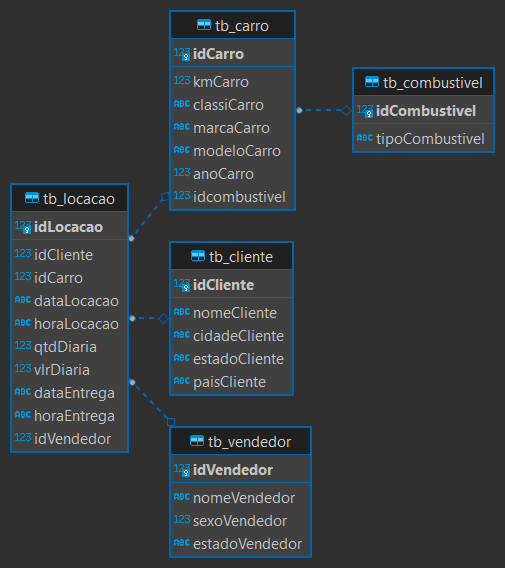 tb_carro
123 idCarro
123 kmCarro
ABC classiCarro
ABC marcaCarro
ABC modeloCarro
123 anoCarro
123 idcombustivel
tb_combustivel
123 idCombustivel
ABC tipoCombustivel
tb_locacao
123 idLocacao
123 idCliente
123 idCarro
ABC dataLocacao
ABC horaLocacao
123 qtdDiaria
123 vlrDiaria
ABC dataEntrega
ABC horaEntrega
123 idVendedor
tb_cliente
123 idCliente
ABC nomeCliente
ABC cidadeCliente
ABC estadoCliente
ABC paisCliente
tb_vendedor
123 idVendedor
ABC nomeVendedor
123 sexoVendedor
ABC estadoVendedor